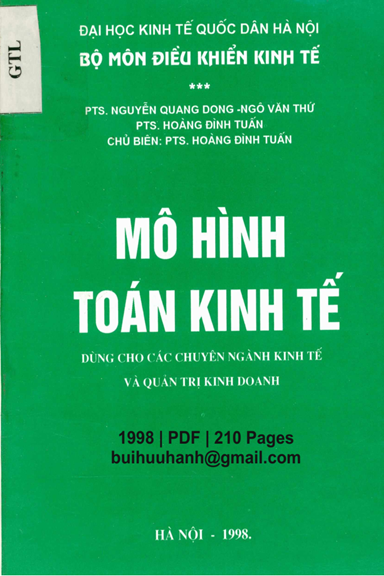 GTL
ĐẠI HỌC KINH TẾ QUỐC DÂN HÀ NỘI
BỘ MÔN ĐIỀU KHIỂN KINH TẾ
***
PTS. NGUYỄN QUANG DONG -NGÔ VĂN THỨ
PTS. HOÀNG ĐÌNH TUẤN
CHỦ BIÊN: PTS. HOÀNG ĐÌNH TUẤN
MÔ HÌNH
TOÁN KINH TẾ
DÙNG CHO CÁC CHUYÊN NGÀNH KINH TẾ
VÀ QUẢN TRỊ KINH DOANH
1998 | PDF | 210 Pages
buihuuhanh@gmail.com
HÀ NỘI - 1998.